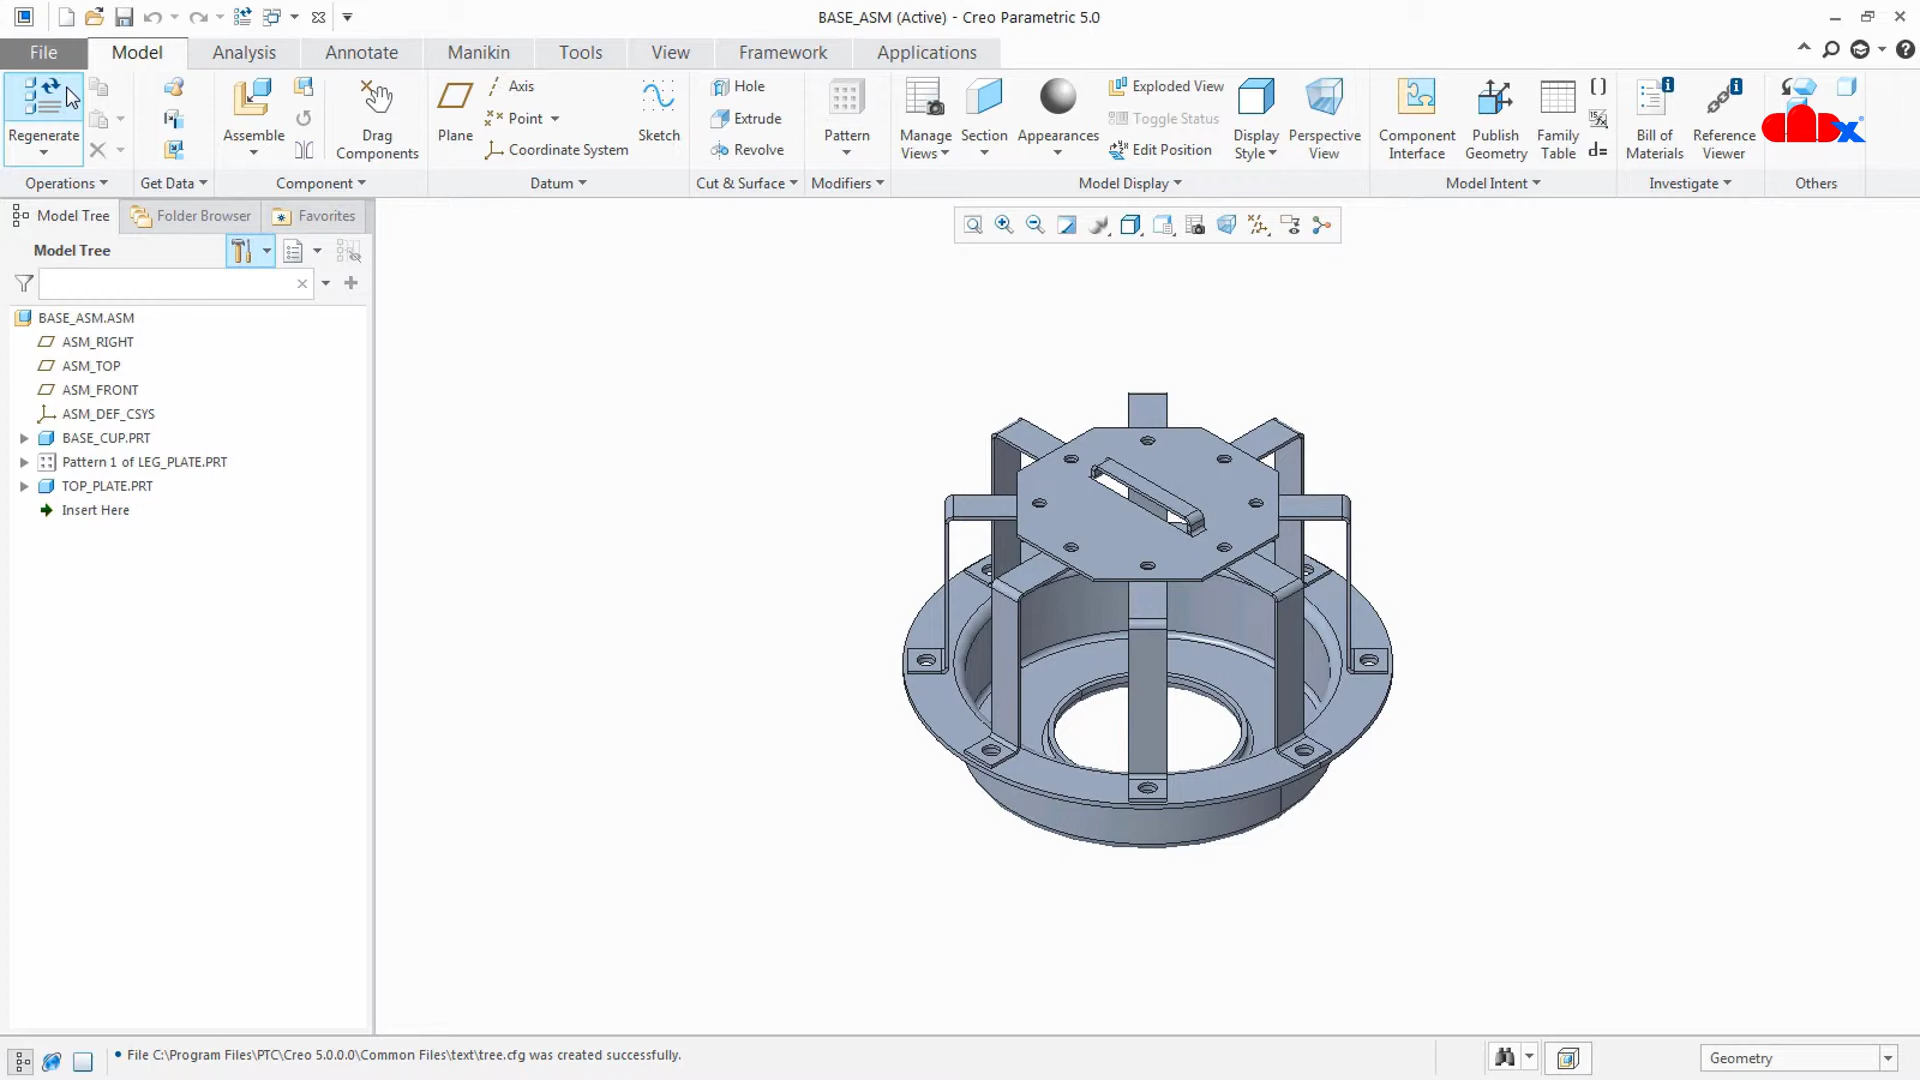 BASE_ASM (Active) - Creo Parametric 5.0
File Model Analysis Annotate Manikin Tools View Framework Applications
Regenerate
Assemble
Drag Components
Plane
Axis
Point
Coordinate System
Sketch
Hole
Extrude
Revolve
Pattern
Manage Views
Section
Appearances
Exploded View
Toggle Status
Edit Position
Display Style
Perspective View
Component Interface
Publish Geometry
Family Table
Bill of Materials
Reference Viewer
Operations Get Data Component Datum Cut & Surface Modifiers Model Display Model Intent Investigate Others
Model Tree Folder Browser Favorites
Model Tree
BASE_ASM.ASM
ASM_RIGHT
ASM_TOP
ASM_FRONT
ASM_DEF_CSYS
BASE_CUP.PRT
Pattern 1 of LEG_PLATE.PRT
TOP_PLATE.PRT
Insert Here
• File C:\Program Files\PTC\Creo 5.0.0.0\Common Files\text\tree.cfg was created successfully.
Geometry